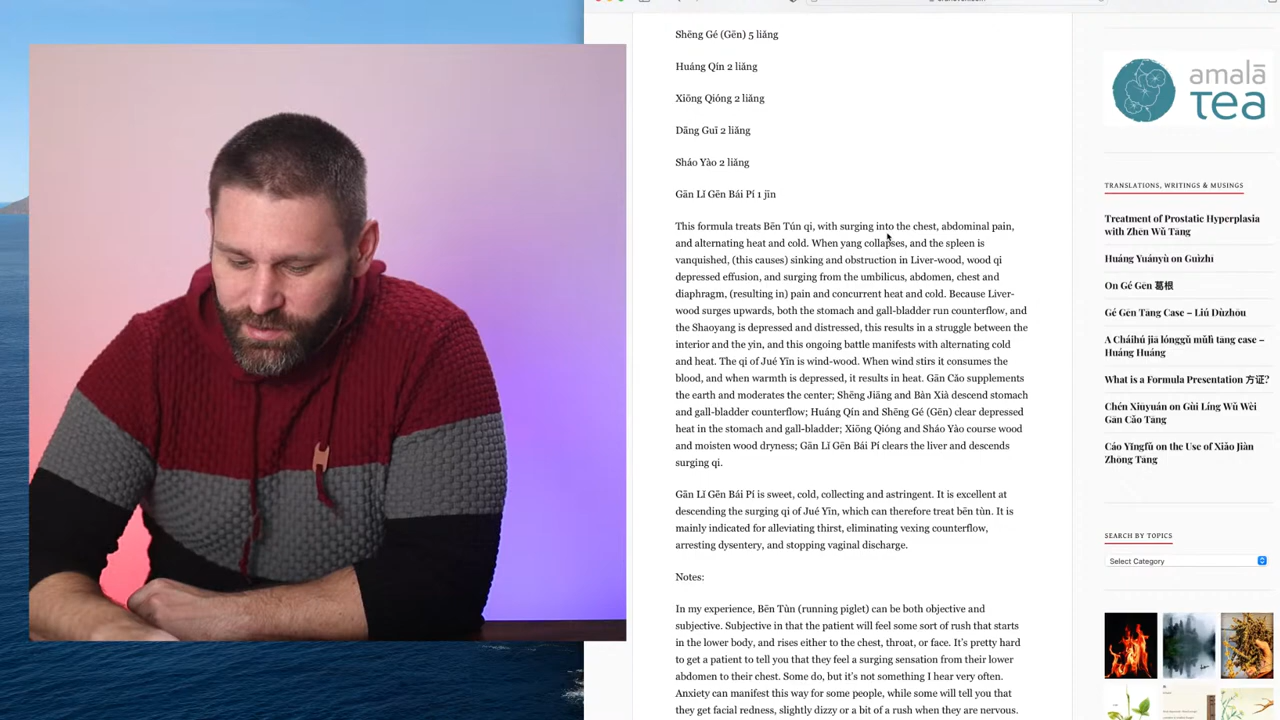 Shēng Gé (Gēn) 5 liǎng
Huáng Qín 2 liǎng
Xiōng Qióng 2 liǎng
Dāng Guī 2 liǎng
Sháo Yào 2 liǎng
Gān Lǐ Gēn Bái Pí 1 jīn
This formula treats Bēn Tún qi, with surging into the chest, abdominal pain,
and alternating heat and cold. When yang collapses, and the spleen is
vanquished, (this causes) sinking and obstruction in Liver-wood, wood qi
depressed effusion, and surging from the umbilicus, abdomen, chest and
diaphragm, (resulting in) pain and concurrent heat and cold. Because Liver-
wood surges upwards, both the stomach and gall-bladder run counterflow, and
the Shaoyang is depressed and distressed, this results in a struggle between the
interior and the yin, and this ongoing battle manifests with alternating cold
and heat. The qi of Jué Yīn is wind-wood. When wind stirs it consumes the
blood, and when warmth is depressed, it results in heat. Gān Cǎo supplements
the earth and moderates the center; Shēng Jiāng and Bàn Xià descend stomach
and gall-bladder counterflow; Huáng Qín and Shēng Gé (Gēn) clear depressed
heat in the stomach and gall-bladder; Xiōng Qióng and Sháo Yào course wood
and moisten wood dryness; Gān Lǐ Gēn Bái Pí clears the liver and descends
surging qi.
Gān Lǐ Gēn Bái Pí is sweet, cold, collecting and astringent. It is excellent at
descending the surging qi of Jué Yīn, which can therefore treat bēn tún. It is
mainly indicated for alleviating thirst, eliminating vexing counterflow,
arresting dysentery, and stopping vaginal discharge.
Notes:
In my experience, Bēn Tún (running piglet) can be both objective and
subjective. Subjective in that the patient will feel some sort of rush that starts
in the lower body, and rises either to the chest, throat, or face. It's pretty hard
to get a patient to tell you that they feel a surging sensation from their lower
abdomen to their chest. Some do, but it's not something I hear very often.
Anxiety can manifest this way for some people, while some will tell you that
they get facial redness, slightly dizzy or a bit of a rush when they are nervous.
amalā
tea
TRANSLATIONS, WRITINGS & MUSINGS
Treatment of Prostatic Hyperplasia
with Zhēn Wǔ Tāng
Huáng Yuányù on Guìzhī
On Gé Gēn 葛根
Gé Gēn Tāng Case – Liú Dùzhōu
A Cháihú jiā lónggǔ mǔlì tāng case –
Huáng Huáng
What is a Formula Presentation 方证?
Chén Xiūyuán on Guì Líng Wǔ Wèi
Gān Cǎo Tāng
Cáo Yǐngfǔ on the Use of Xiǎo Jiàn
Zhōng Tāng
SEARCH BY TOPICS
Select Category